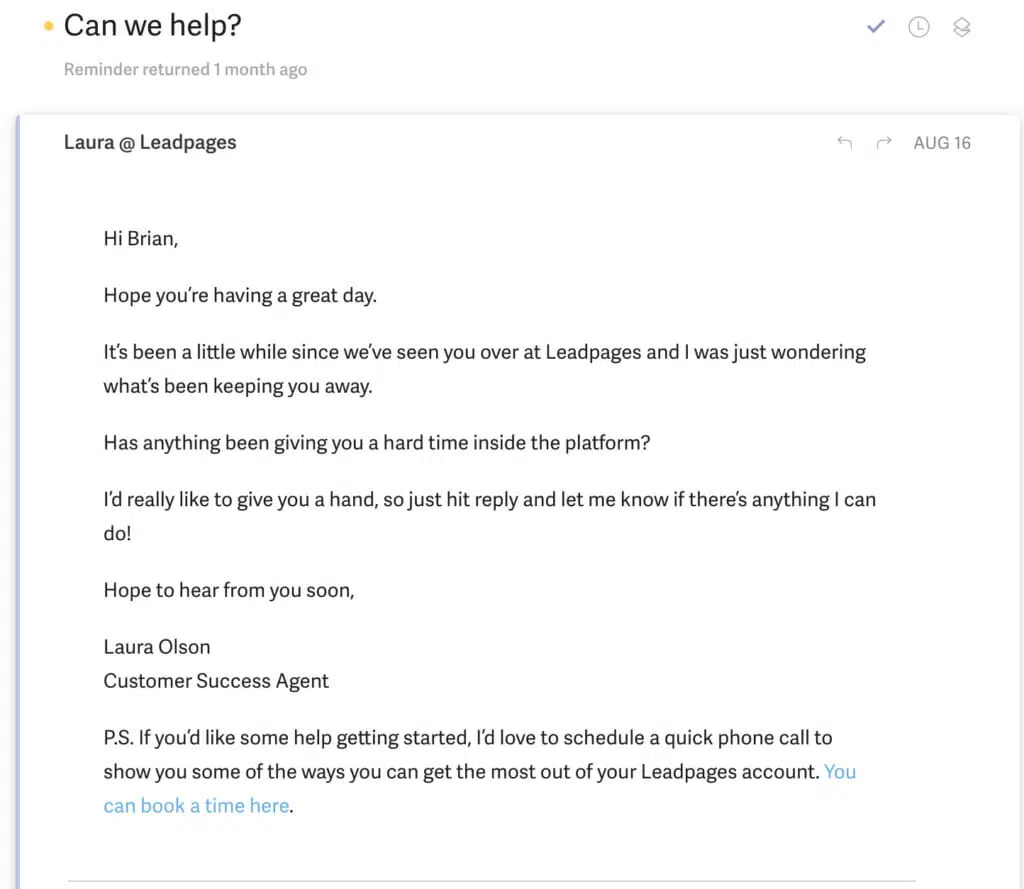 Can we help?
Reminder returned 1 month ago
Laura @ Leadpages
AUG 16
Hi Brian,
Hope you’re having a great day.
It’s been a little while since we’ve seen you over at Leadpages and I was just wondering
what’s been keeping you away.
Has anything been giving you a hard time inside the platform?
I’d really like to give you a hand, so just hit reply and let me know if there’s anything I can
do!
Hope to hear from you soon,
Laura Olson
Customer Success Agent
P.S. If you’d like some help getting started, I’d love to schedule a quick phone call to
show you some of the ways you can get the most out of your Leadpages account. You
can book a time here.